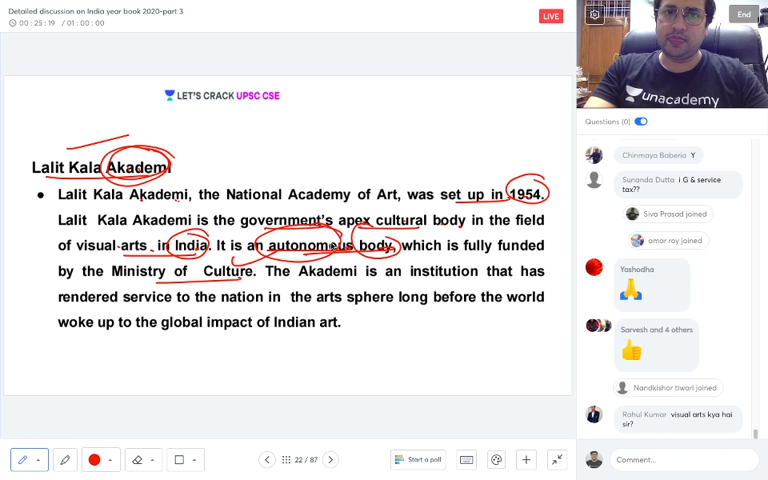 Detailed discussion on India year book 2020-part 3
00 : 25 : 19 / 01 : 00 : 00
LIVE
End
LET'S CRACK UPSC CSE
unacademy
Lalit Kala Akademi
• Lalit Kala Akademi, the National Academy of Art, was set up in 1954.
Lalit Kala Akademi is the government's apex cultural body in the field
of visual arts in India. It is an autonomous body, which is fully funded
by the Ministry of Culture. The Akademi is an institution that has
rendered service to the nation in the arts sphere long before the world
woke up to the global impact of Indian art.
Questions (0)
Chinmaya Baberia Y
Sunanda Dutta i G & service
tax??
Siva Prasad joined
amar roy joined
Yashodha
Sarvesh and 4 others
Nandkishor tiwari joined
Rahul Kumar visual arts kya hai
sir?
22 / 87
Start a poll
Comment...